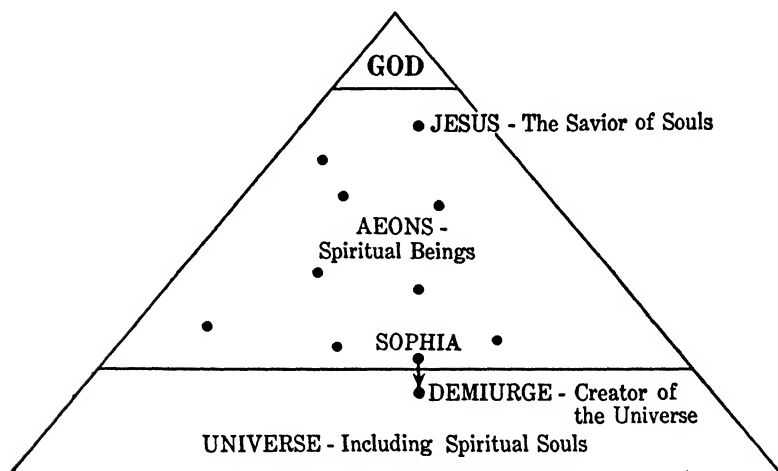 GOD
JESUS - The Savior of Souls
AEONS -
Spiritual Beings
SOPHIA
DEMIURGE - Creator of
the Universe
UNIVERSE - Including Spiritual Souls